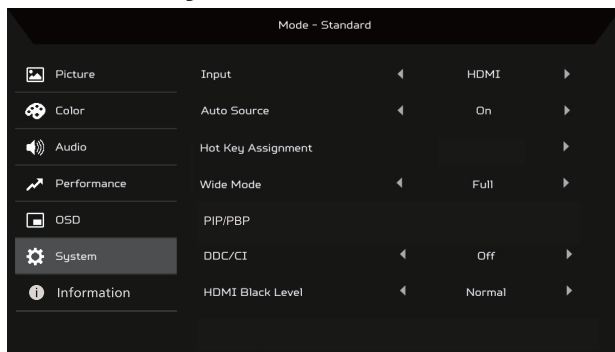 Mode - Standard
Picture
Input HDMI
Color
Auto Source On
Audio
Hot Key Assignment
Performance
Wide Mode Full
OSD
PIP/PBP
System
DDC/CI Off
Information
HDMI Black Level Normal